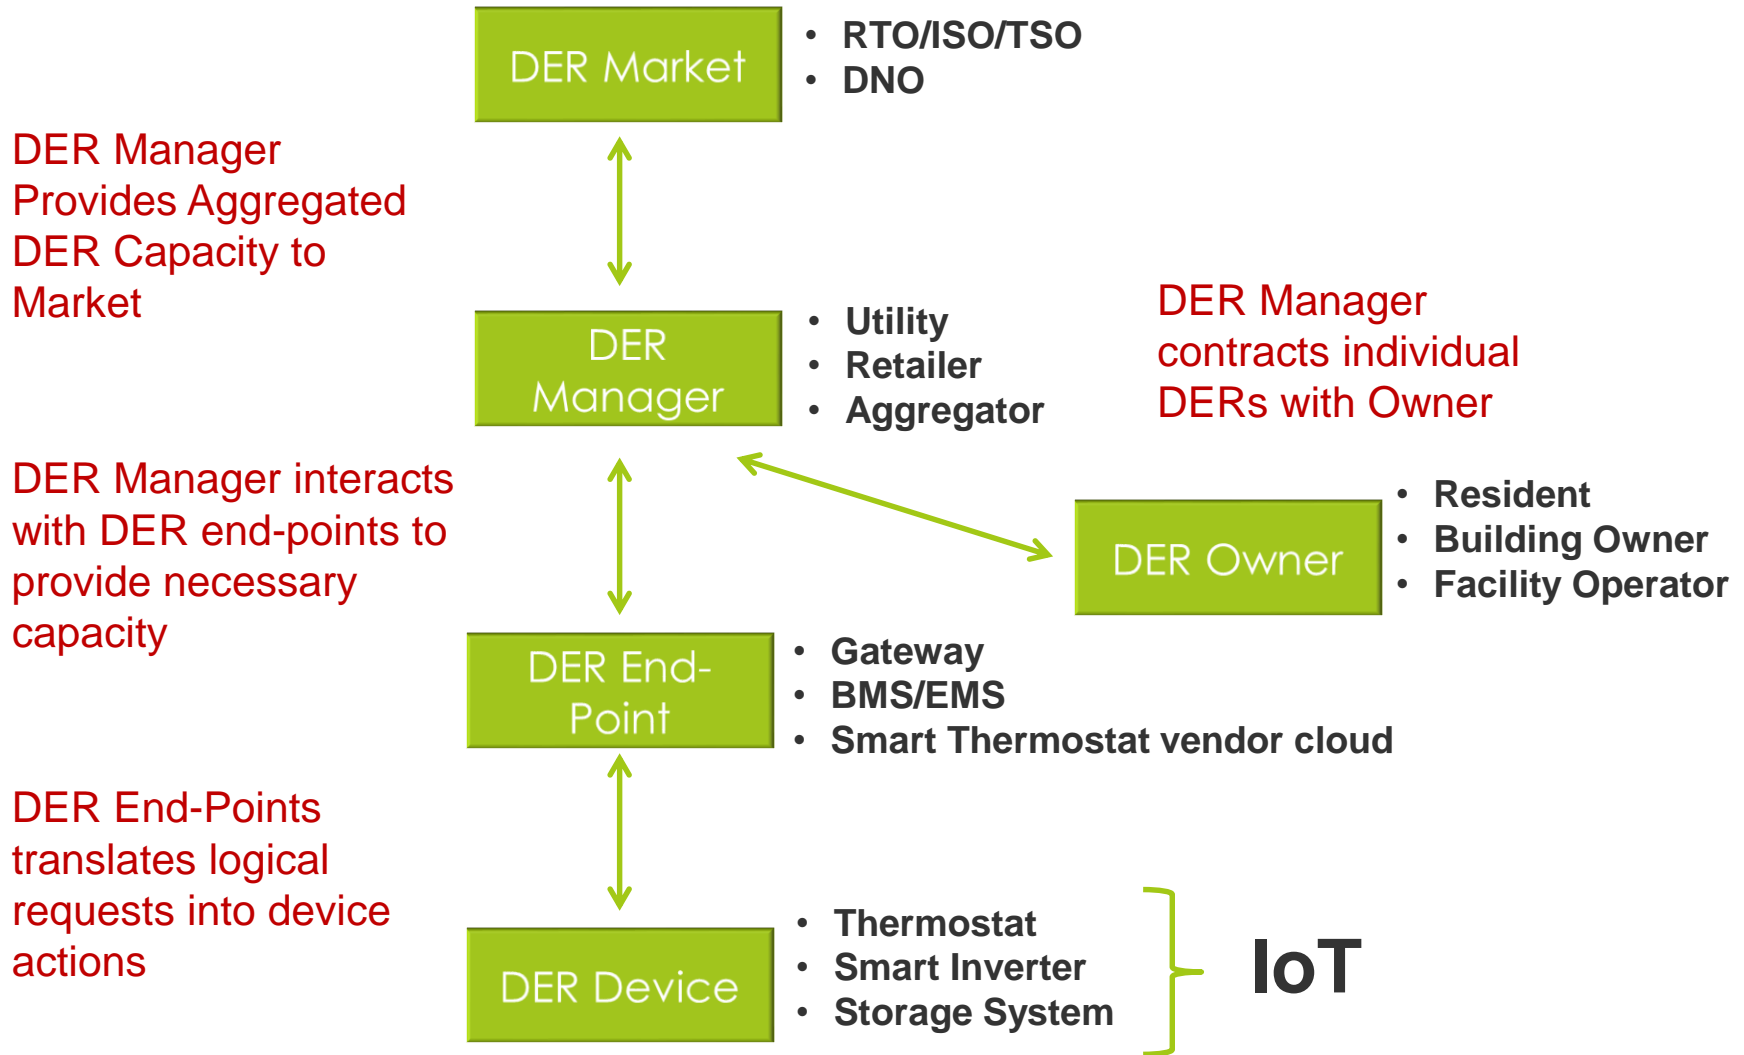 DER Market
• RTO/ISO/TSO
• DNO
DER Manager
Provides Aggregated
DER Capacity to
Market
DER
Manager
• Utility
• Retailer
• Aggregator
DER Manager
contracts individual
DERs with Owner
DER Manager interacts
with DER end-points to
provide necessary
capacity
DER Owner
• Resident
• Building Owner
• Facility Operator
DER End-
Point
• Gateway
• BMS/EMS
• Smart Thermostat vendor cloud
DER End-Points
translates logical
requests into device
actions
DER Device
• Thermostat
• Smart Inverter
• Storage System
IoT